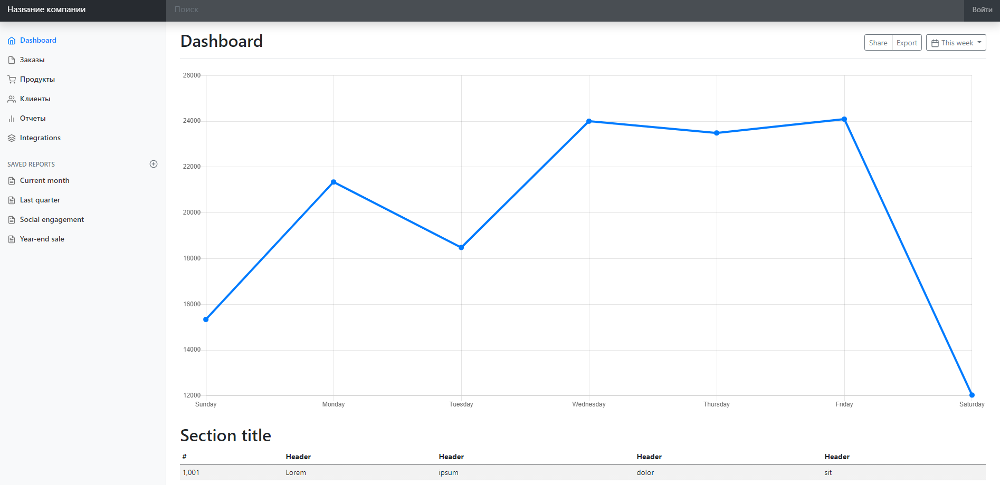 Название компании
Поиск
Войти
Dashboard
Заказы
Продукты
Клиенты
Отчеты
Integrations
SAVED REPORTS
Current month
Last quarter
Social engagement
Year-end sale
Dashboard
Share Export This week
26000
24000
22000
20000
18000
16000
14000
12000
Sunday Monday Tuesday Wednesday Thursday Friday Saturday
Section title
# Header Header Header Header
1,001 Lorem ipsum dolor sit